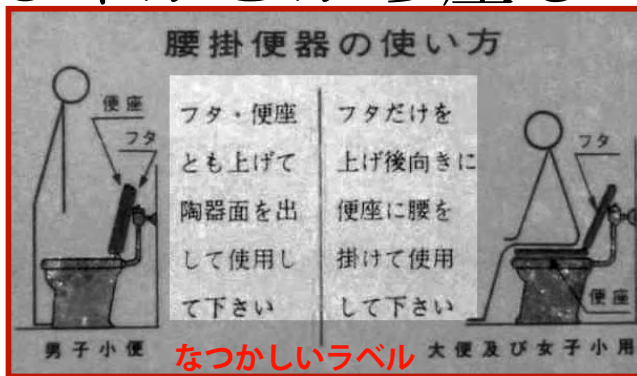 腰掛便器の使い方
便座
フタ
フタ・便座
とも上げて
陶器面を出
して使用し
て下さい
フタだけを
上げ後向きに
便座に腰を
掛けて使用
して下さい
フタ
便座
男子小便
なつかしいラベル
大便及び女子小用